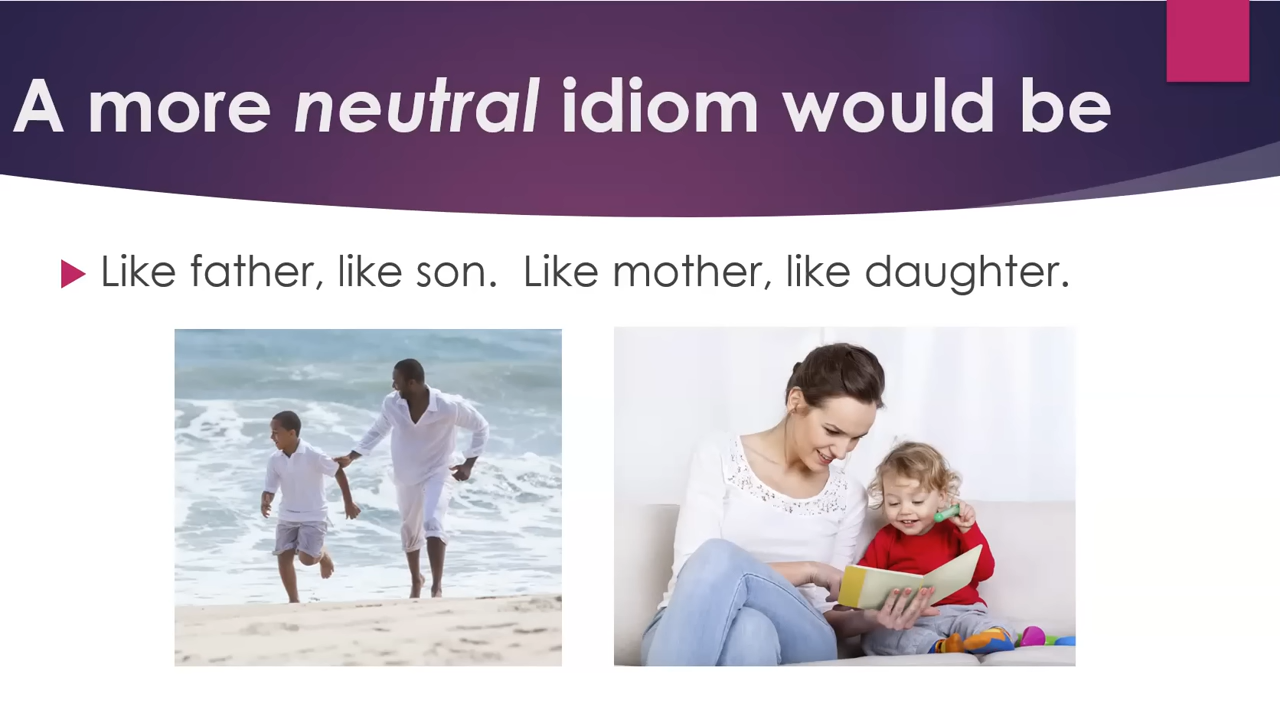 A more neutral idiom would be
Like father, like son.  Like mother, like daughter.